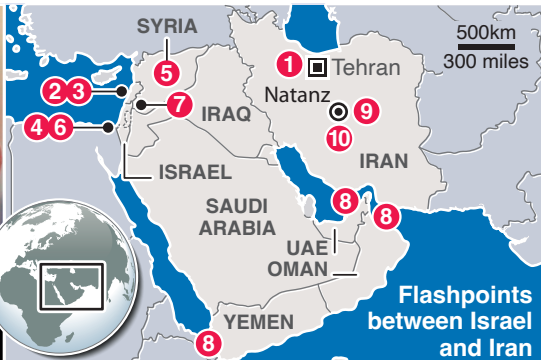 SYRIA
500km
300 miles
1
Tehran
5
2 3
7
Natanz
9
IRAQ
4 6
10
IRAN
ISRAEL
SAUDI
ARABIA
8
8
UAE
OMAN
Flashpoints
between Israel
and Iran
YEMEN
8